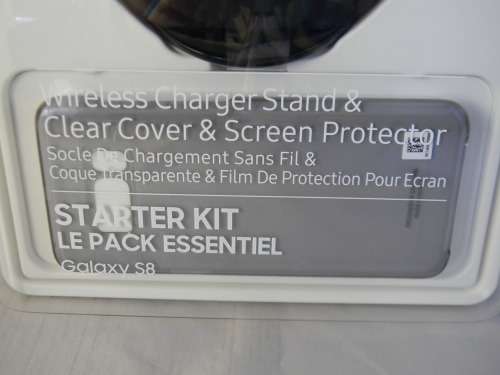 Wireless Charger Stand &
Clear Cover & Screen Protector
Socle De Chargement Sans Fil &
Coque Transparente & Film De Protection Pour Ecran
STARTER KIT
LE PACK ESSENTIEL
Galaxy S8